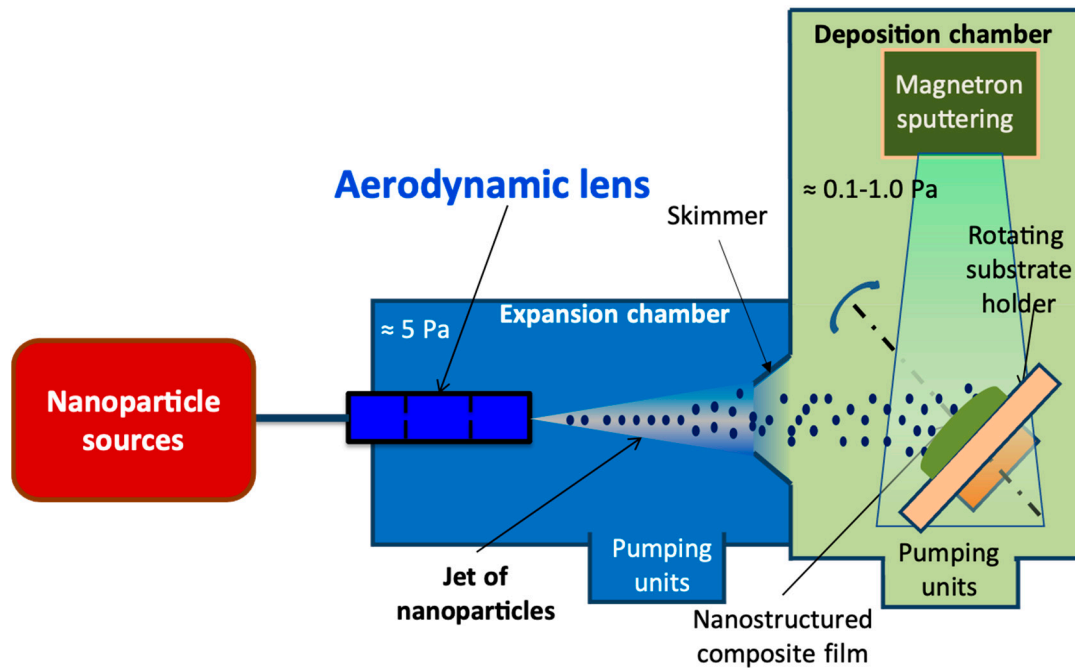 Deposition chamber
Magnetron
sputtering
Aerodynamic lens
≈ 0.1-1.0 Pa
Skimmer
Rotating
substrate
holder
Expansion chamber
≈ 5 Pa
Nanoparticle
sources
Pumping
units
Jet of
nanoparticles
Pumping
units
Nanostructured
composite film